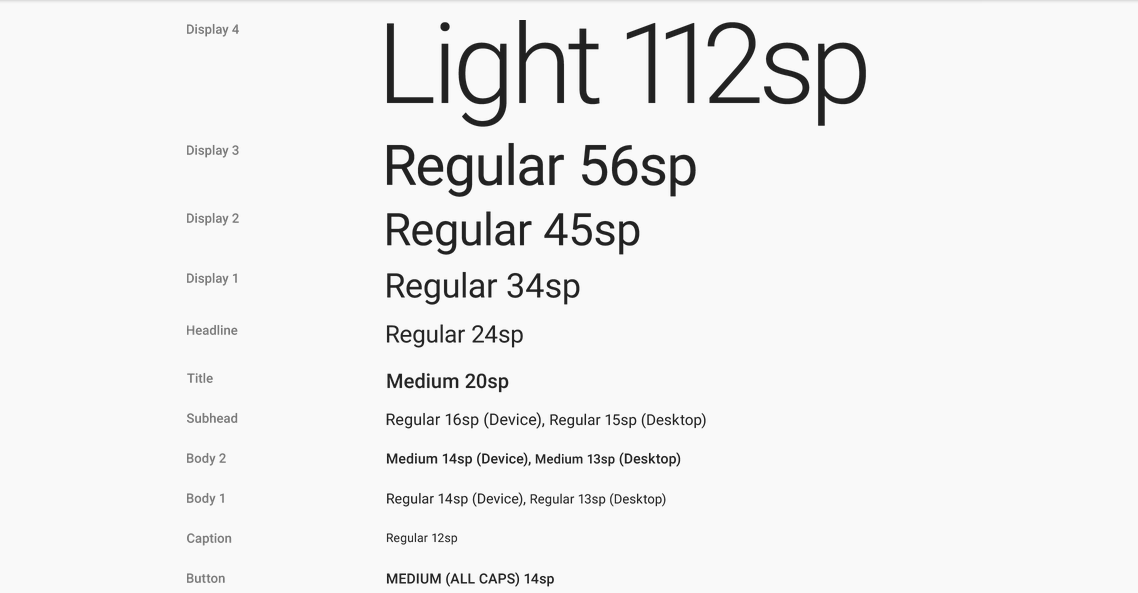 Display 4 Light 112sp
Display 3 Regular 56sp
Display 2 Regular 45sp
Display 1 Regular 34sp
Headline Regular 24sp
Title Medium 20sp
Subhead Regular 16sp (Device), Regular 15sp (Desktop)
Body 2 Medium 14sp (Device), Medium 13sp (Desktop)
Body 1 Regular 14sp (Device), Regular 13sp (Desktop)
Caption Regular 12sp
Button MEDIUM (ALL CAPS) 14sp